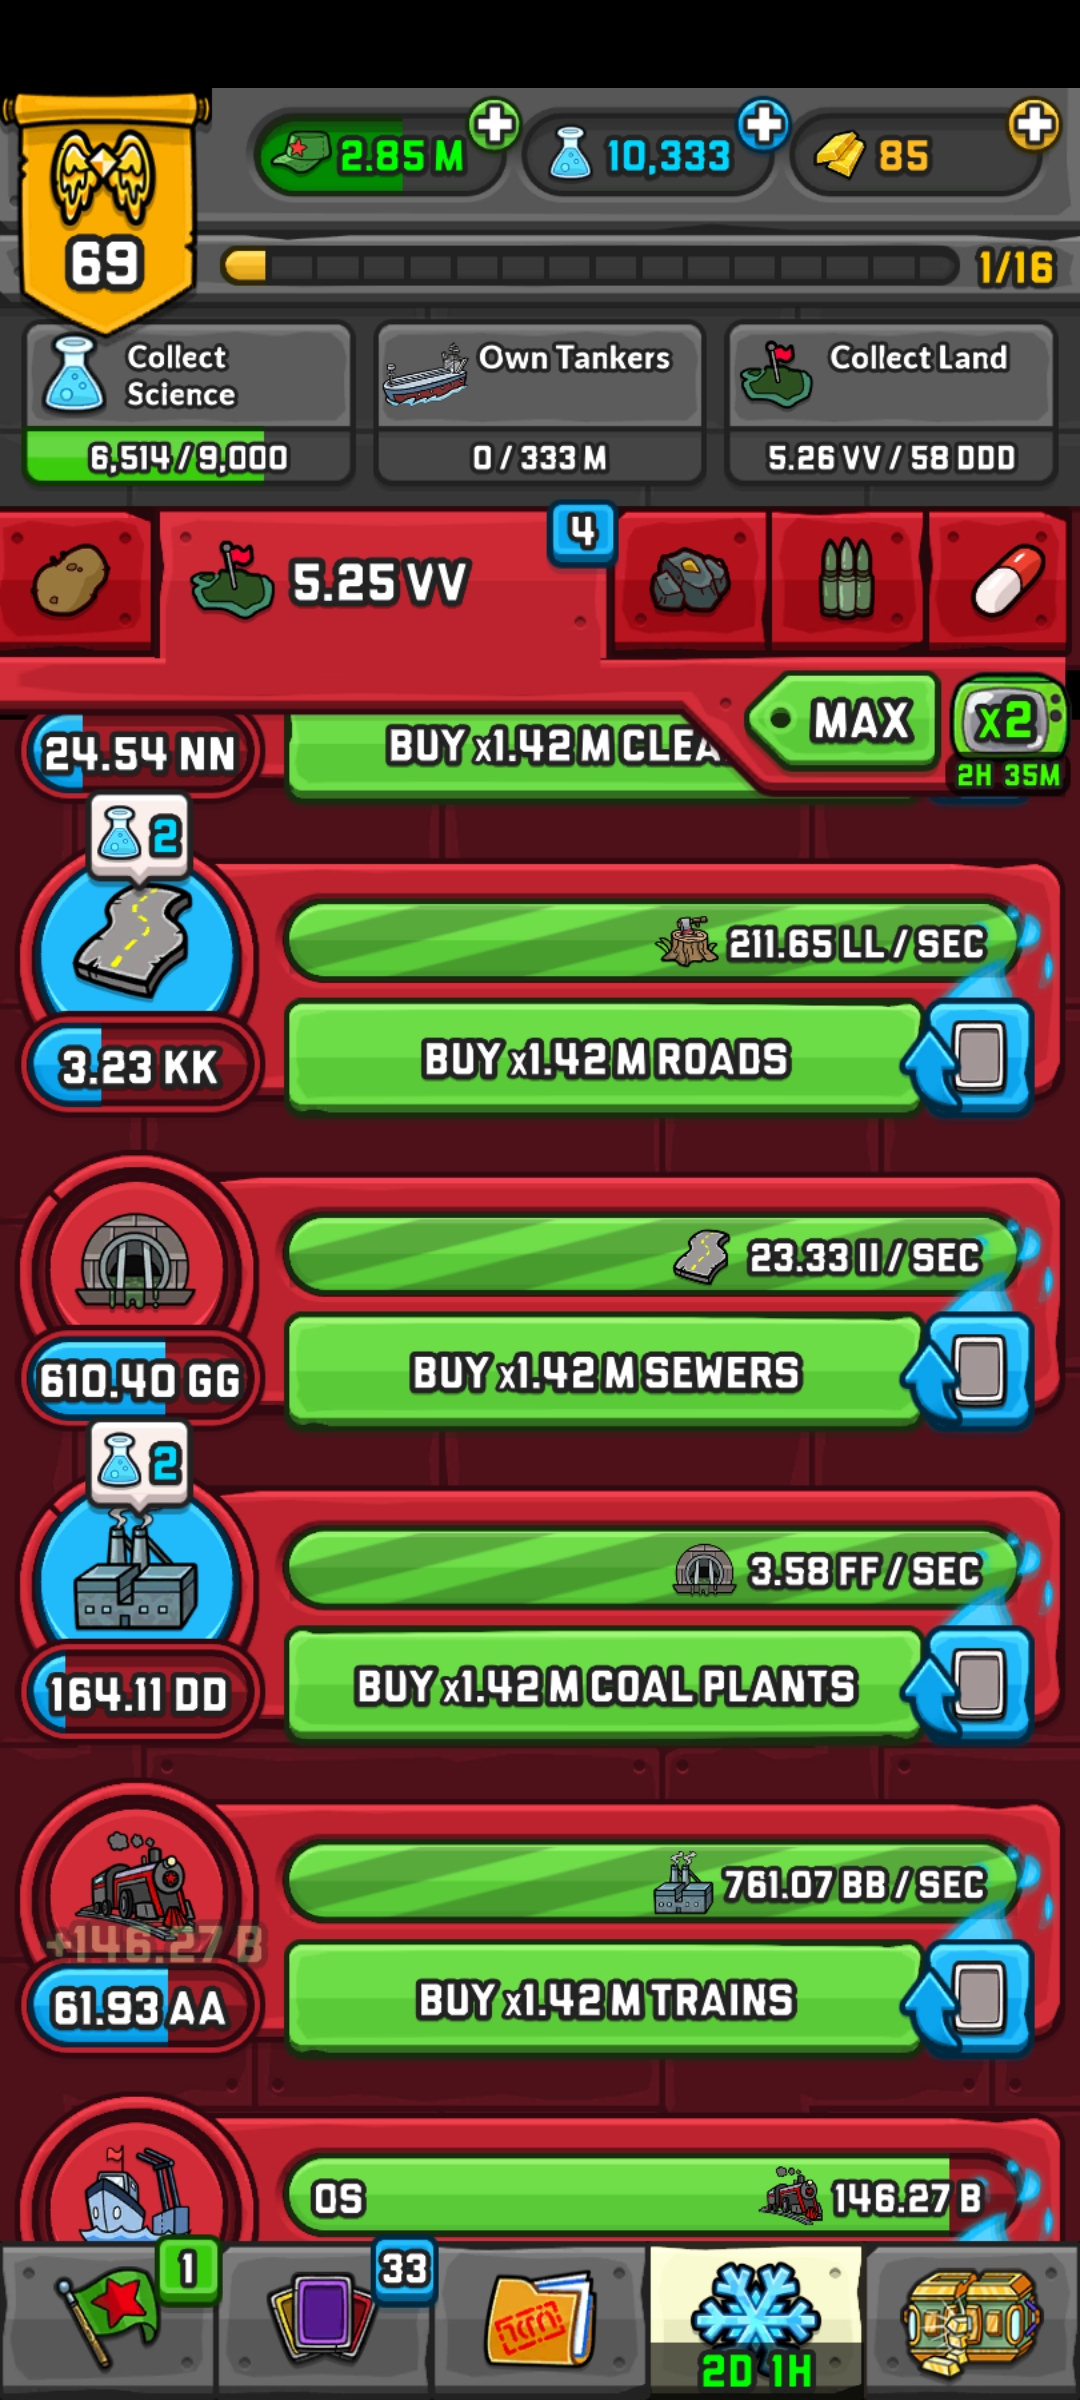 2.85 M
10,333
85
69
1/16
Collect
Science
6,514/9,000
Own Tankers
0/333 M
Collect Land
5.26 VV/58 DDD
5.25 VV
4
MAX
x2
2H 35M
24.54 NN
BUY x1.42 M CLEA
2
211.65 LL/SEC
3.23 KK
BUY x1.42 M ROADS
23.33 II/SEC
610.40 GG
BUY x1.42 M SEWERS
2
3.58 FF/SEC
164.11 DD
BUY x1.42 M COAL PLANTS
761.07 BB/SEC
+146.27 B
61.93 AA
BUY x1.42 M TRAINS
0S
146.27 B
1
33
2D 1H